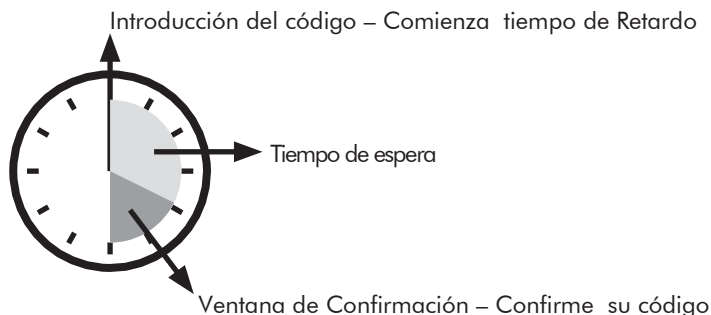 Introducción del código – Comienza tiempo de Retardo
Tiempo de espera
Ventana de Confirmación – Confirme su código